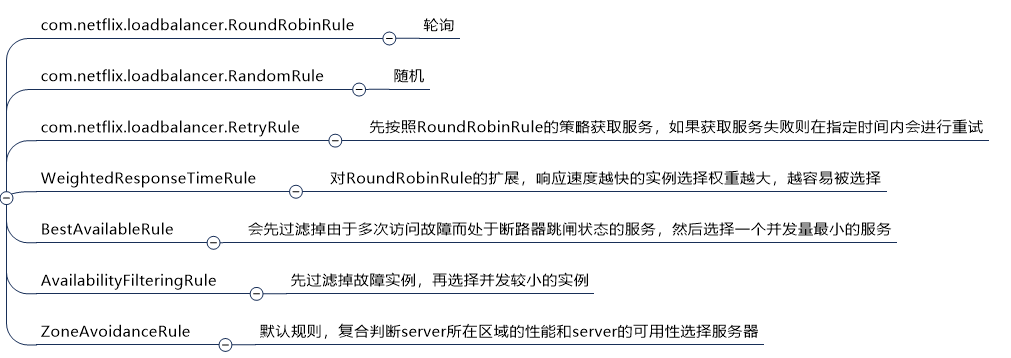 com.netflix.loadbalancer.RoundRobinRule 轮询
com.netflix.loadbalancer.RandomRule 随机
com.netflix.loadbalancer.RetryRule 先按照RoundRobinRule的策略获取服务，如果获取服务失败则在指定时间内会进行重试
WeightedResponseTimeRule 对RoundRobinRule的扩展，响应速度越快的实例选择权重越大，越容易被选择
BestAvailableRule 会先过滤掉由于多次访问故障而处于断路器跳闸状态的服务，然后选择一个并发量最小的服务
AvailabilityFilteringRule 先过滤掉故障实例，再选择并发较小的实例
ZoneAvoidanceRule 默认规则，复合判断server所在区域的性能和server的可用性选择服务器